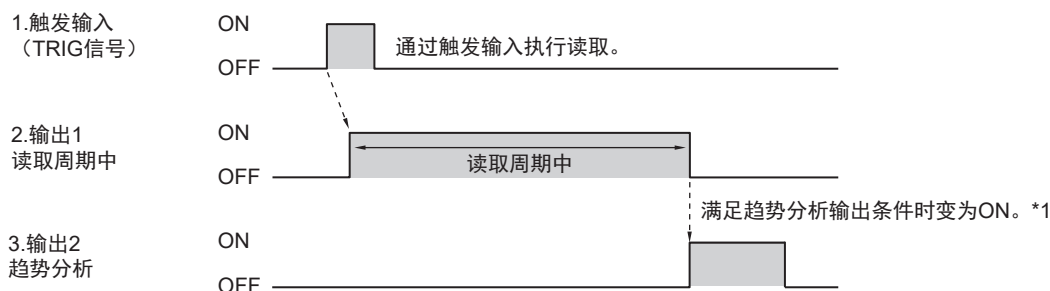 1.触发输入
（TRIG信号）
ON
OFF
通过触发输入执行读取。
2.输出1
读取周期中
ON
OFF
读取周期中
满足趋势分析输出条件时变为ON。*1
3.输出2
趋势分析
ON
OFF